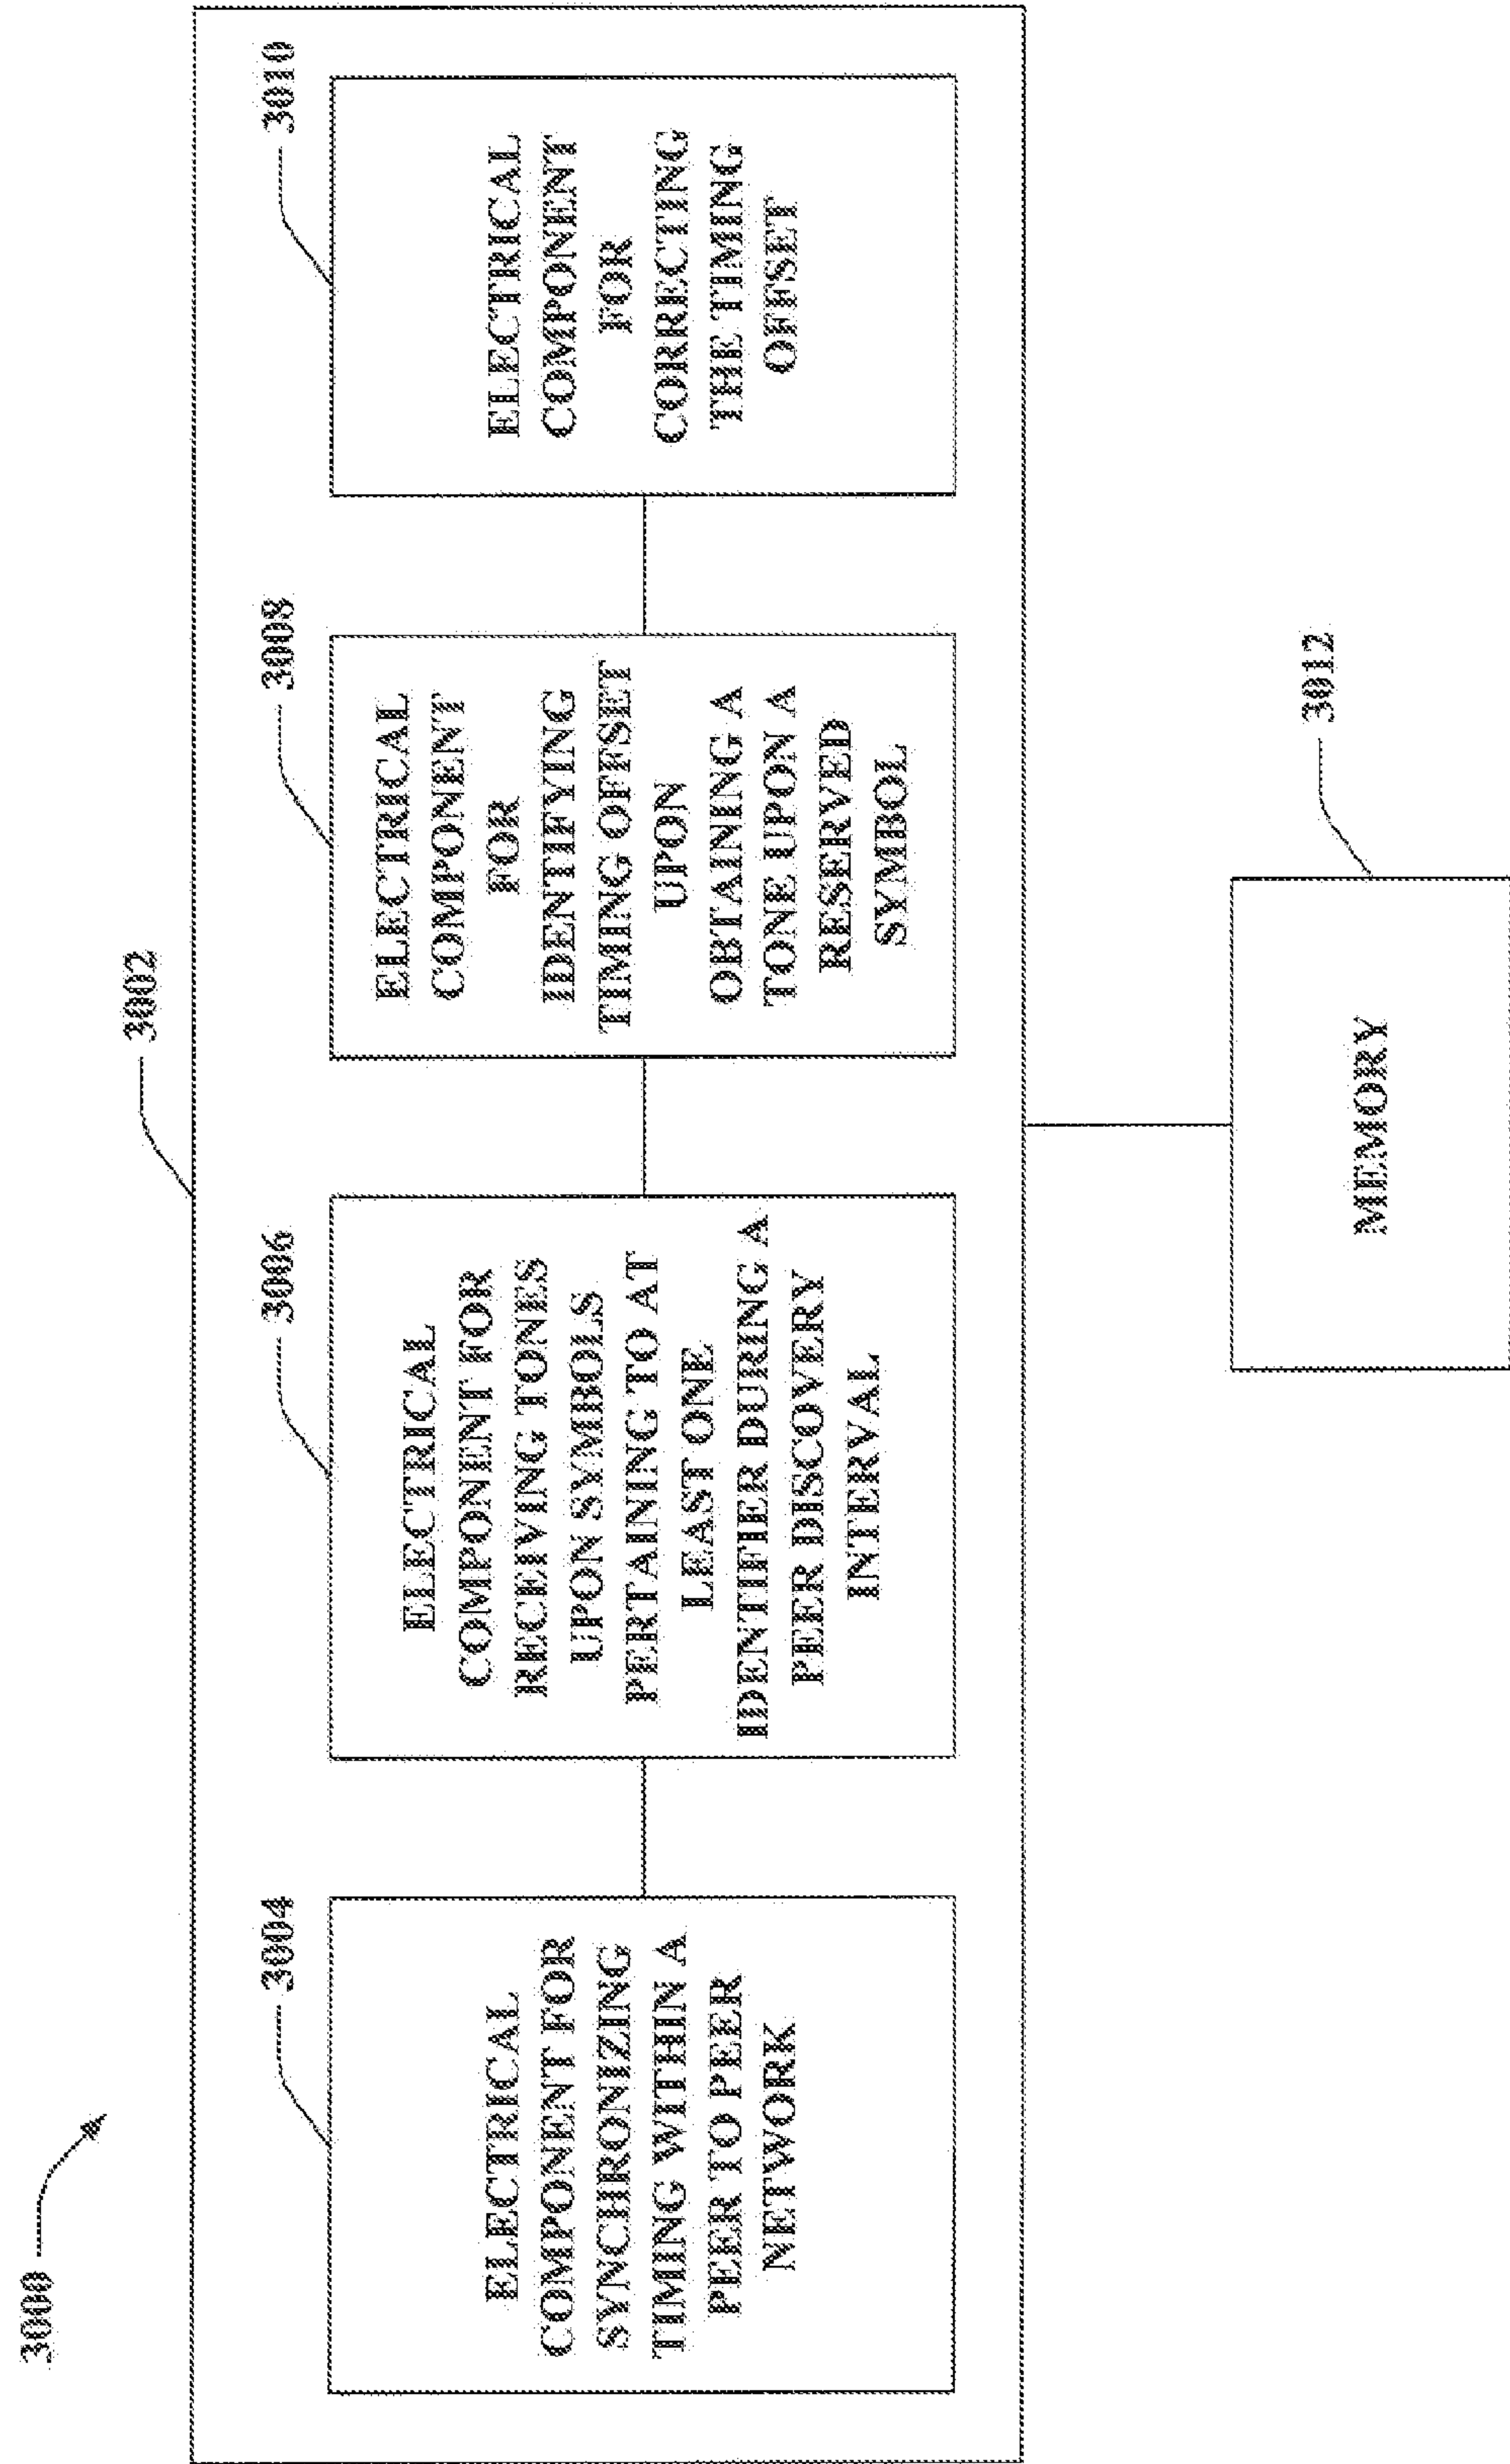 3000
3002
3004
ELECTRICAL
COMPONENT FOR
SYNCHRONIZING
TIMING WITHIN A
PEER TO PEER
NETWORK
3006
ELECTRICAL
COMPONENT FOR
RECEIVING TONES
UPON SYMBOLS
PERTAINING TO AT
LEAST ONE
IDENTIFIER DURING A
PEER DISCOVERY
INTERVAL
3008
ELECTRICAL
COMPONENT
FOR
IDENTIFYING
TIMING OFFSET
UPON
OBTAINING A
TONE UPON A
RESERVED
SYMBOL
3010
ELECTRICAL
COMPONENT
FOR
CORRECTING
THE TIMING
OFFSET
3012
MEMORY